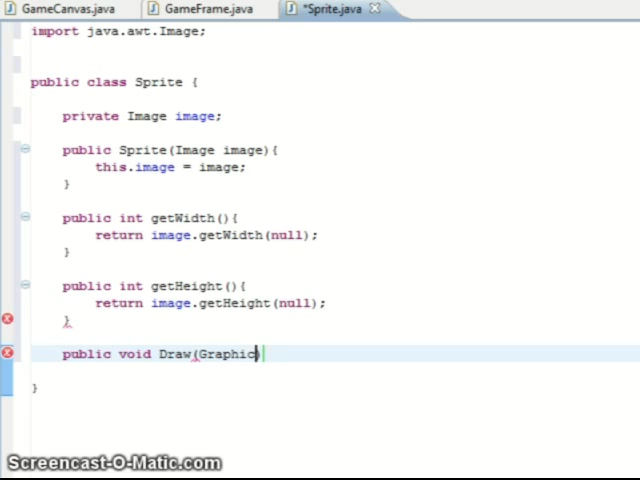 GameCanvas.java GameFrame.java *Sprite.java
import java.awt.Image;
public class Sprite {
private Image image;
public Sprite(Image image){
this.image = image;
}
public int getWidth(){
return image.getWidth(null);
}
public int getHeight(){
return image.getHeight(null);
}
public void Draw(Graphic)
}
Screencast-O-Matic.com